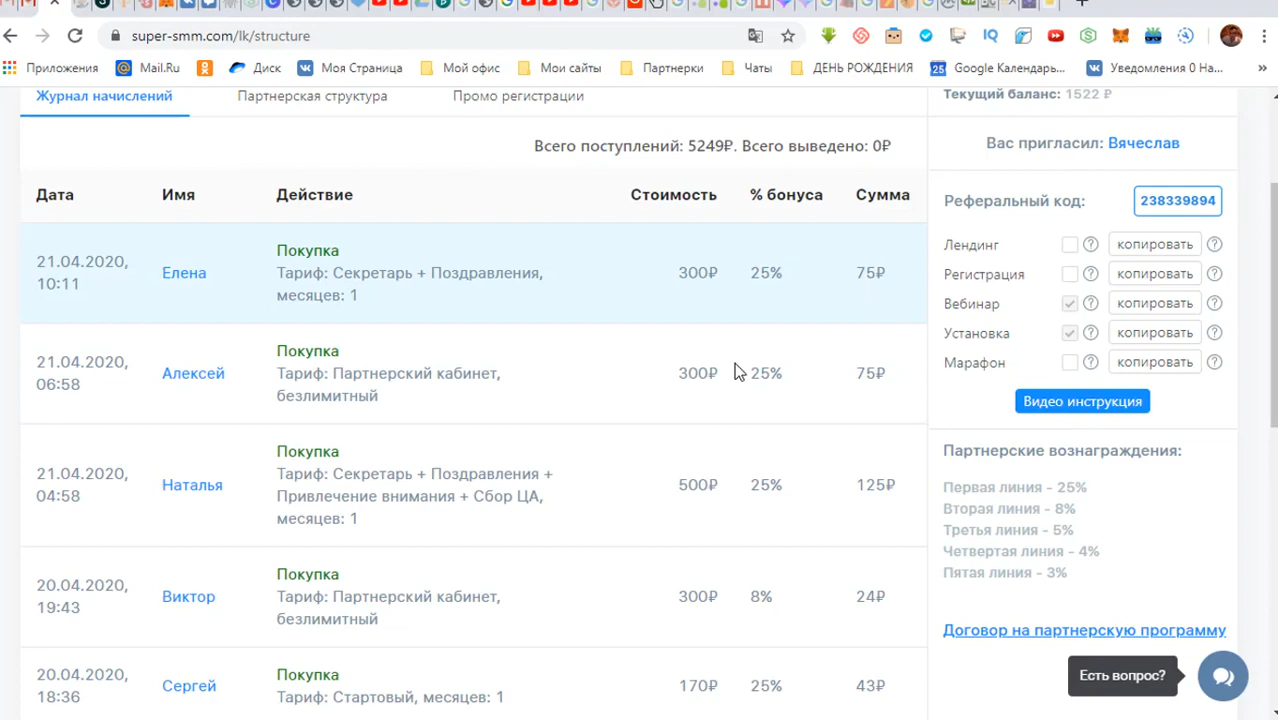 super-smm.com/lk/structure
Приложения
Mail.Ru
Диск
Моя Страница
Мой офис
Мои сайты
Партнерки
Чаты
ДЕНЬ РОЖДЕНИЯ
25
Google Календарь...
Уведомления 0 На...
»
Журнал начислений
Партнерская структура
Промо регистрации
Всего поступлений: 5249₽. Всего выведено: 0₽
Дата Имя Действие Стоимость % бонуса Сумма
21.04.2020, 10:11
Елена
Покупка
Тариф: Секретарь + Поздравления,
месяцев: 1
300₽ 25% 75₽
21.04.2020, 06:58
Алексей
Покупка
Тариф: Партнерский кабинет,
безлимитный
300₽ 25% 75₽
21.04.2020, 04:58
Наталья
Покупка
Тариф: Секретарь + Поздравления +
Привлечение внимания + Сбор ЦА,
месяцев: 1
500₽ 25% 125₽
20.04.2020, 19:43
Виктор
Покупка
Тариф: Партнерский кабинет,
безлимитный
300₽ 8% 24₽
20.04.2020, 18:36
Сергей
Покупка
Тариф: Стартовый, месяцев: 1
170₽ 25% 43₽
Текущий баланс: 1522 ₽
Вас пригласил: Вячеслав
Реферальный код: 238339894
Лендинг ? копировать ?
Регистрация ? копировать ?
Вебинар ? копировать ?
Установка ? копировать ?
Марафон ? копировать ?
Видео инструкция
Партнерские вознаграждения:
Первая линия - 25%
Вторая линия - 8%
Третья линия - 5%
Четвертая линия - 4%
Пятая линия - 3%
Договор на партнерскую программу
Есть вопрос?